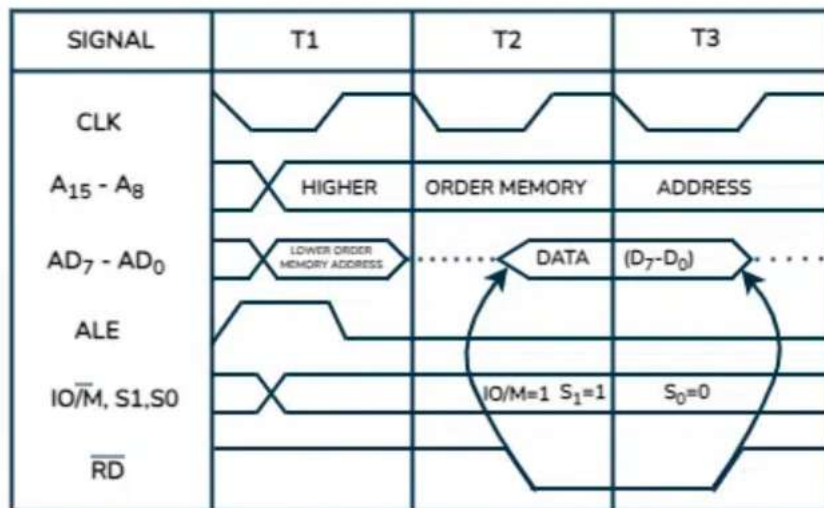 SIGNAL T1 T2 T3
CLK
A₁₅ - A₈ HIGHER ORDER MEMORY ADDRESS
AD₇ - AD₀ LOWER ORDER MEMORY ADDRESS DATA (D₇-D₀)
ALE
IO/M̅, S1,S0 IO/M=1 S₁=1 S₀=0
R̅D̅